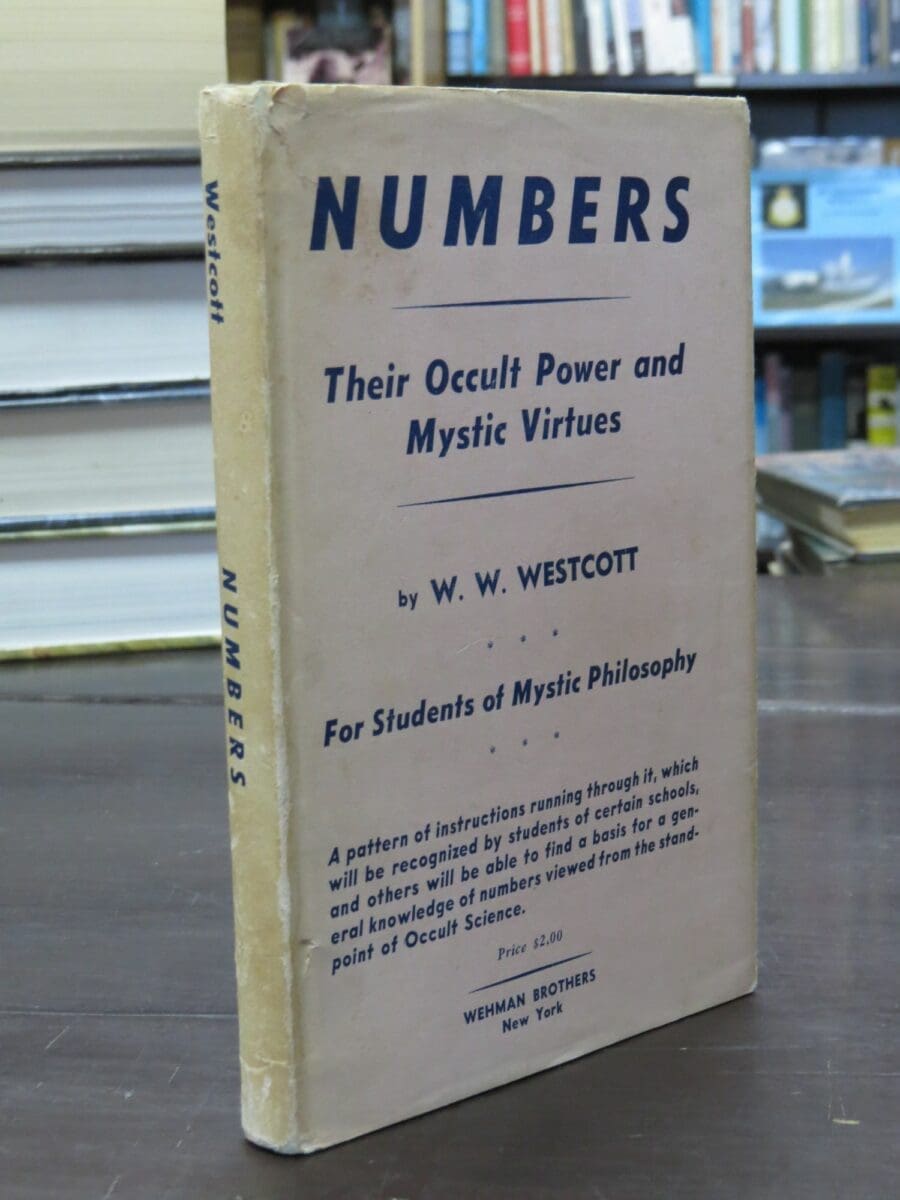 Westcott
NUMBERS
NUMBERS
Their Occult Power and
Mystic Virtues
by W. W. WESTCOTT
For Students of Mystic Philosophy
A pattern of instructions running through it, which
will be recognized by students of certain schools,
and others will be able to find a basis for a gen-
eral knowledge of numbers viewed from the stand-
point of Occult Science.
Price $2.00
WEHMAN BROTHERS
New York